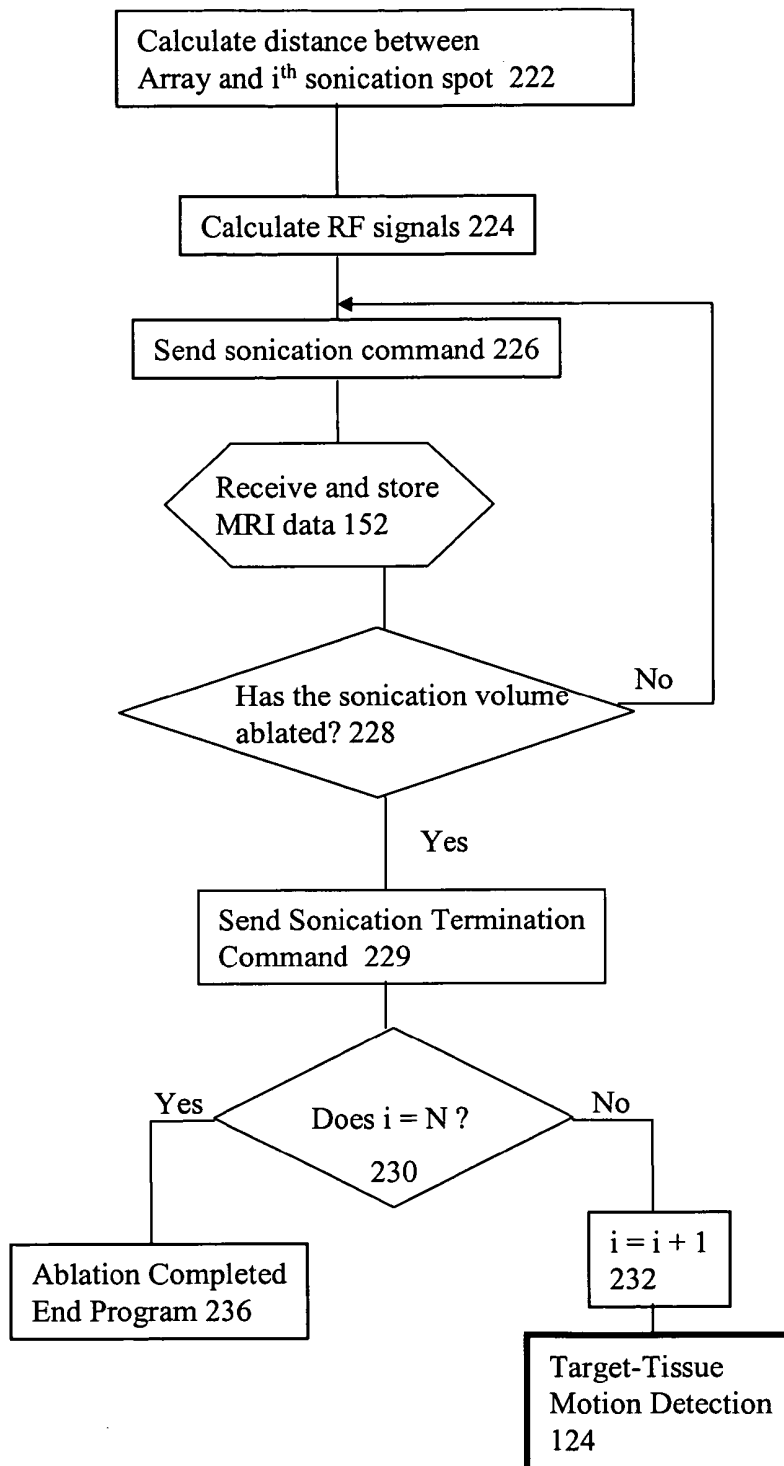 Calculate distance between
Array and ith sonication spot 222
Calculate RF signals 224
Send sonication command 226
Receive and store
MRI data 152
Has the sonication volume
ablated? 228
No
Yes
Send Sonication Termination
Command 229
Yes
No
Does i = N ?
230
i = i + 1
232
Ablation Completed
End Program 236
Target-Tissue
Motion Detection
124